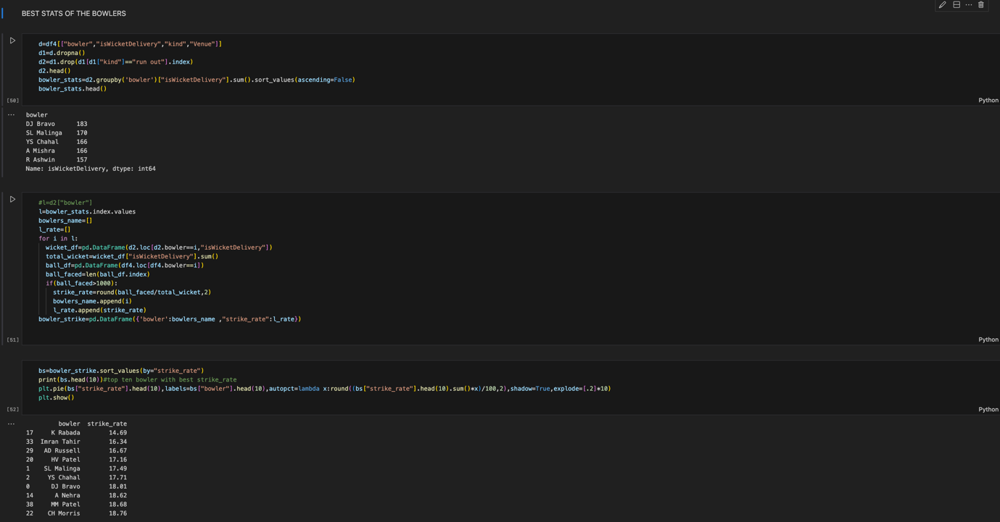 BEST STATS OF THE BOWLERS
d=df4[["bowler","isWicketDelivery","kind","Venue"]]
d1=d.dropna()
d2=d1.drop(d1[d1["kind"]=="run out"].index)
d2.head()
bowler_stats=d2.groupby('bowler')["isWicketDelivery"].sum().sort_values(ascending=False)
bowler_stats.head()
[50]
Python
...
bowler
DJ Bravo      183
SL Malinga    170
YS Chahal     166
A Mishra      166
R Ashwin      157
Name: isWicketDelivery, dtype: int64
#l=d2["bowler"]
l=bowler_stats.index.values
bowlers_name=[]
l_rate=[]
for i in l:
  wicket_df=pd.DataFrame(d2.loc[d2.bowler==i,"isWicketDelivery"])
  total_wicket=wicket_df["isWicketDelivery"].sum()
  ball_df=pd.DataFrame(df4.loc[df4.bowler==i])
  ball_faced=len(ball_df.index)
  if(ball_faced>1000):
    strike_rate=round(ball_faced/total_wicket,2)
    bowlers_name.append(i)
    l_rate.append(strike_rate)
bowler_strike=pd.DataFrame({'bowler':bowlers_name ,"strike_rate":l_rate})
[51]
Python
bs=bowler_strike.sort_values(by="strike_rate")
print(bs.head(10))#top ten bowler with best strike_rate
plt.pie(bs["strike_rate"].head(10),labels=bs["bowler"].head(10),autopct=lambda x:round((bs["strike_rate"].head(10).sum()*x)/100,2),shadow=True,explode=[.2]*10)
plt.show()
[52]
Python
...
         bowler  strike_rate
17     K Rabada        14.69
33  Imran Tahir        16.34
29   AD Russell        16.67
20     HV Patel        17.16
1    SL Malinga        17.49
2     YS Chahal        17.71
0      DJ Bravo        18.01
14      A Nehra        18.62
38     MM Patel        18.68
22    CH Morris        18.76